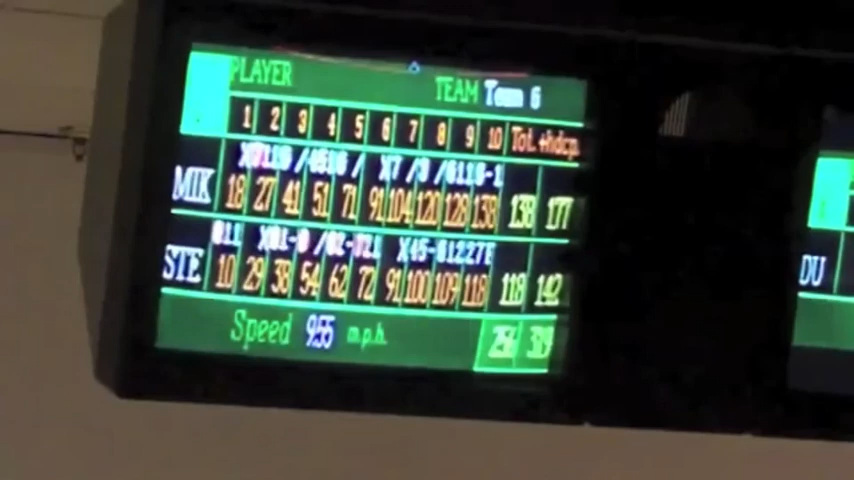 PLAYER
TEAM Team 6
1 2 3 4 5 6 7 8 9 10 Tot. +hdcp.
MIK
18 27 41 51 71 91 104 120 128 138 138 177
STE
10 29 38 54 62 72 91 100 109 118 118 142
Speed 9.55 m.p.h.
256 319
DU